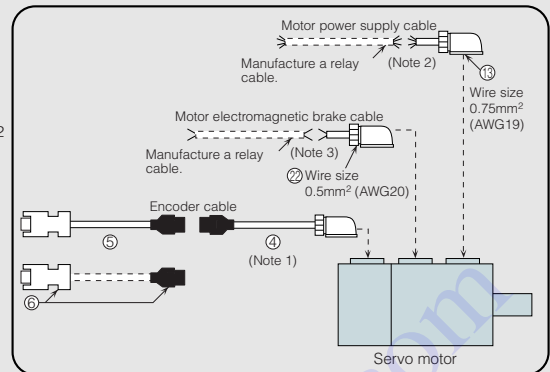 Motor power supply cable
Manufacture a relay cable.
(Note 2)
⑬
Wire size
0.75mm² (AWG19)
Motor electromagnetic brake cable
Manufacture a relay cable.
(Note 3)
㉒ Wire size
0.5mm² (AWG20)
2
Encoder cable
⑤
④
(Note 1)
⑥
Servo motor
com